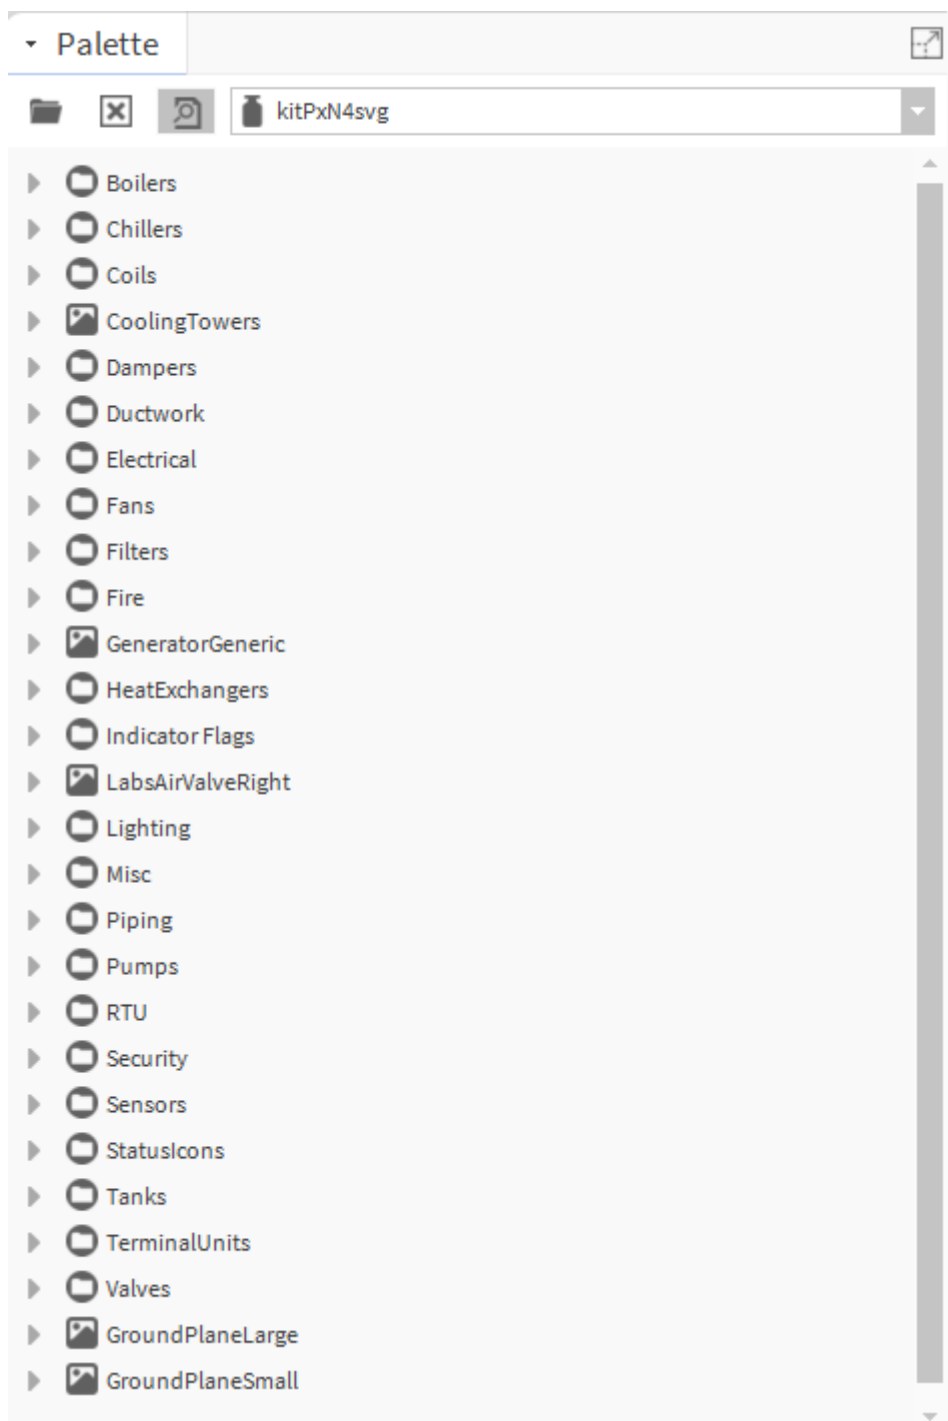 Palette
kitPxN4svg
Boilers
Chillers
Coils
CoolingTowers
Dampers
Ductwork
Electrical
Fans
Filters
Fire
GeneratorGeneric
HeatExchangers
Indicator Flags
LabsAirValveRight
Lighting
Misc
Piping
Pumps
RTU
Security
Sensors
StatusIcons
Tanks
TerminalUnits
Valves
GroundPlaneLarge
GroundPlaneSmall